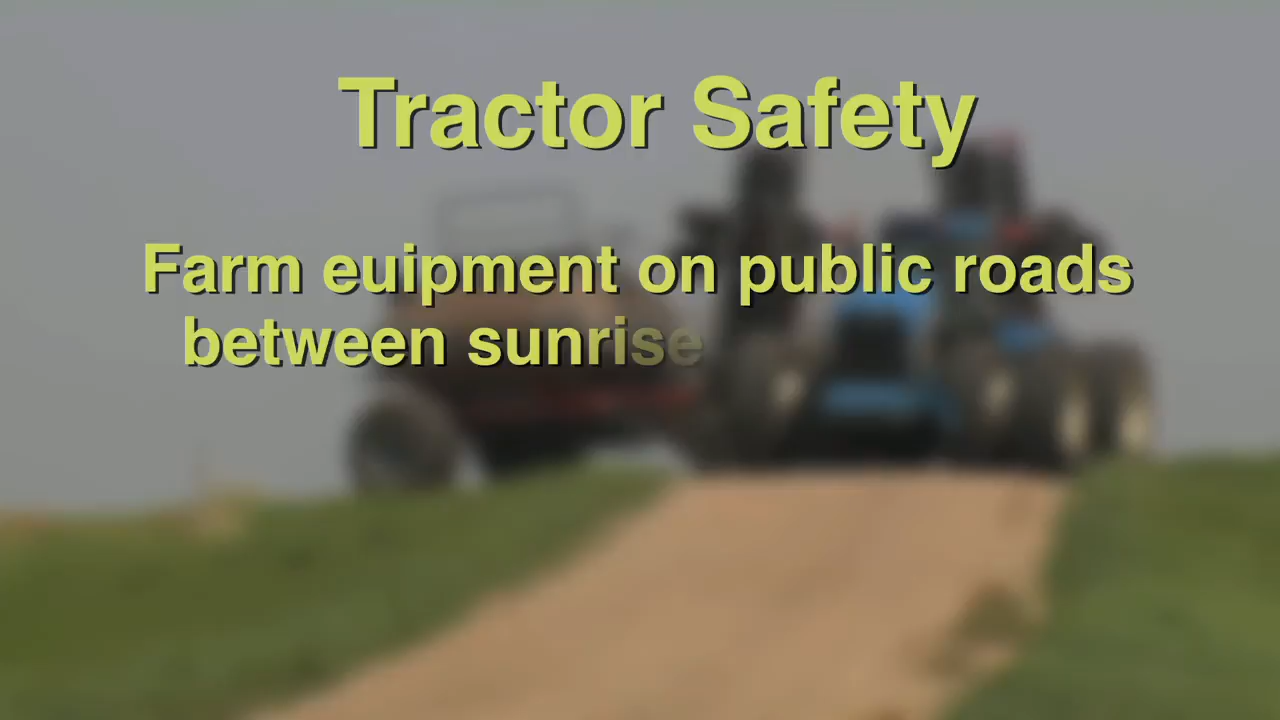 Tractor Safety
Farm euipment on public roads
between sunrise